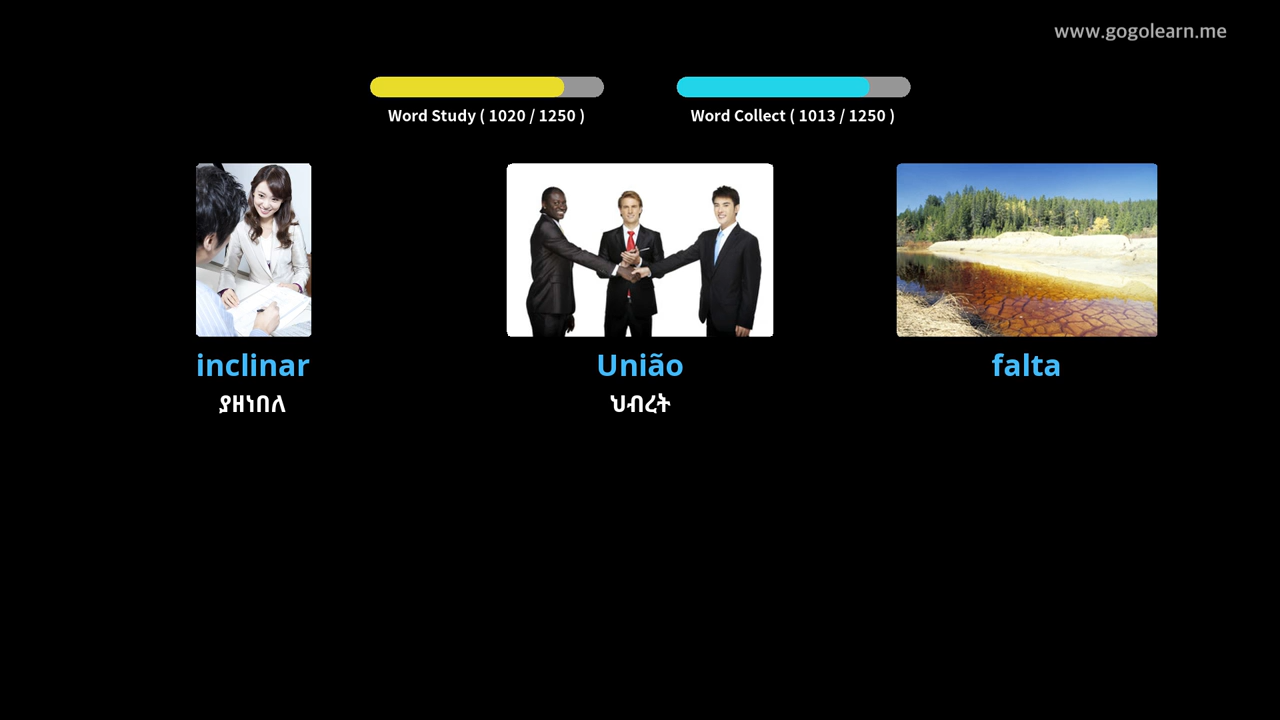 www.gogolearn.me
Word Study ( 1020 / 1250 )
Word Collect ( 1013 / 1250 )
inclinar
União
falta
ያዘነበለ
ህብረት